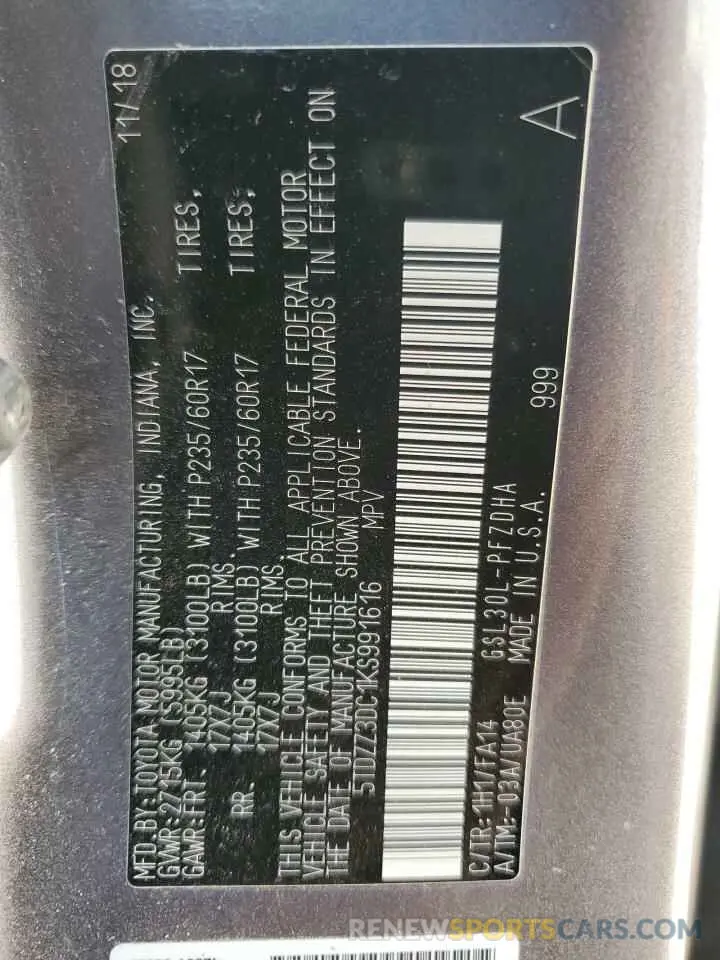 MFD.BY:TOYOTA MOTOR MANUFACTURING, INDIANA, INC. 11/18
GVWR:2715KG (5995LB)
GAWR:FRT. 1405KG (3100LB) WITH P235/60R17 TIRES,
17X7J RIMS.
RR. 1405KG (3100LB) WITH P235/60R17 TIRES,
17X7J RIMS.
THIS VEHICLE CONFORMS TO ALL APPLICABLE FEDERAL MOTOR
VEHICLE SAFETY AND THEFT PREVENTION STANDARDS IN EFFECT ON
THE DATE OF MANUFACTURE SHOWN ABOVE.
5TDZZ3DC1KS991616 MPV
C/TR:1H1/FA14 GSL30L-PFZDHA 999 A
A/TM:-03A/UA80E MADE IN U.S.A.
RENEWSPORTSCARS.COM